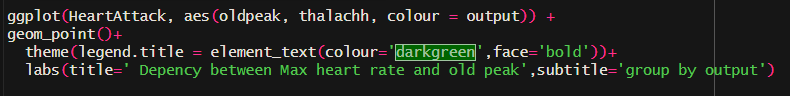 ggplot(HeartAttack, aes(oldpeak, thalachh, colour = output)) +
geom_point()+
  theme(legend.title = element_text(colour='darkgreen',face='bold'))+
  labs(title=' Depency between Max heart rate and old peak',subtitle='group by output')